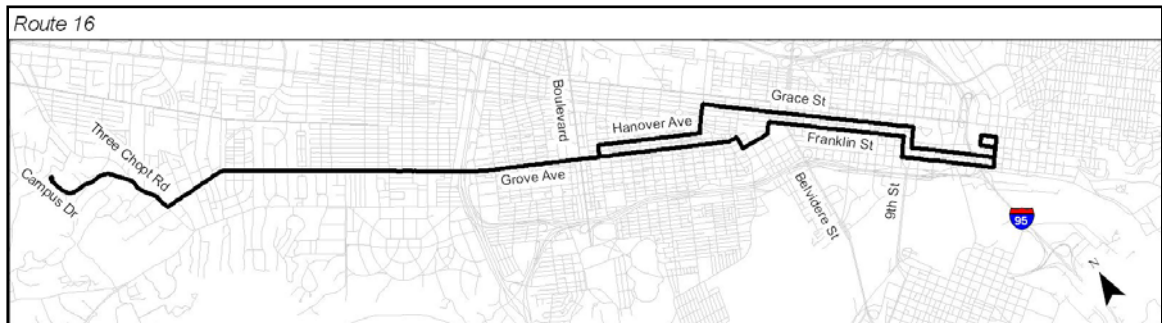 Route 16
Three Chopt Rd
Campus Dr
Boulevard
Hanover Ave
Grove Ave
Grace St
Franklin St
Belvidere St
9th St
95
N